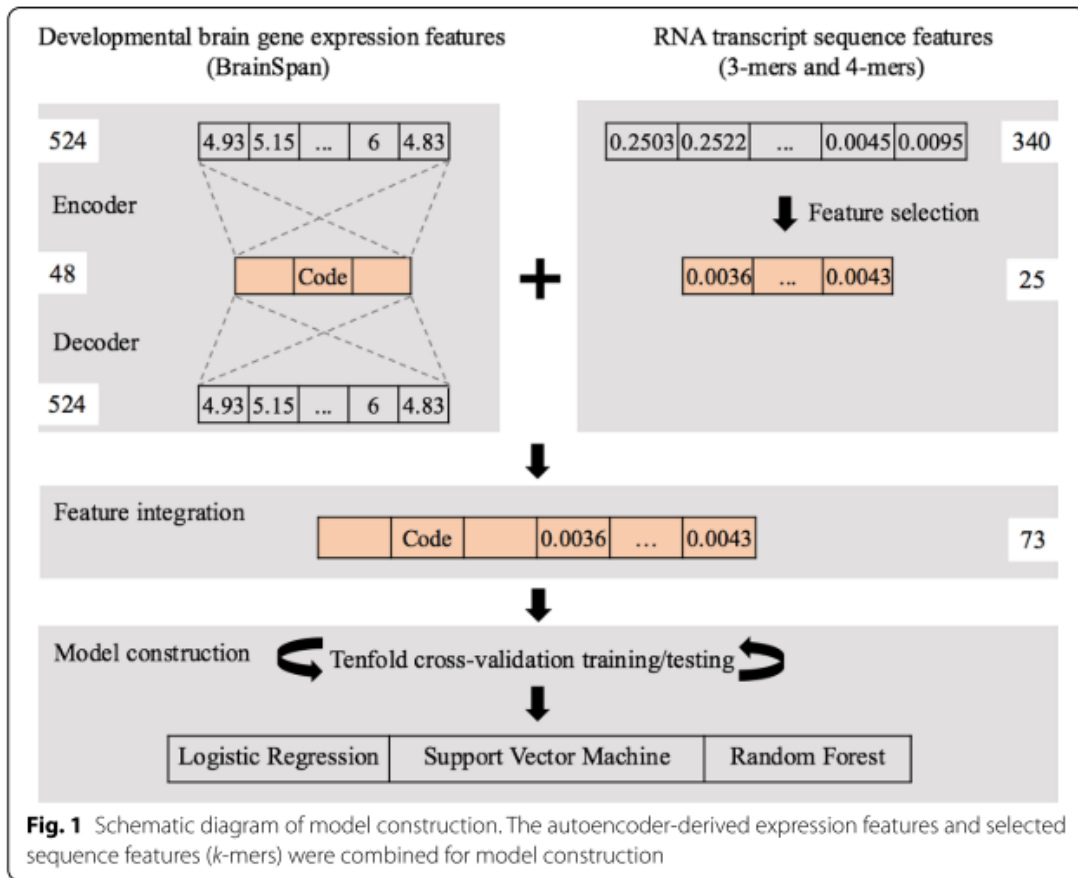 Developmental brain gene expression features
(BrainSpan)
RNA transcript sequence features
(3-mers and 4-mers)
524
4.93 5.15 ... 6 4.83
0.2503 0.2522 ... 0.0045 0.0095
340
Encoder
Feature selection
48
Code
+
0.0036 ... 0.0043
25
Decoder
524
4.93 5.15 ... 6 4.83
Feature integration
Code 0.0036 ... 0.0043
73
Model construction
Tenfold cross-validation training/testing
Logistic Regression Support Vector Machine Random Forest
Fig. 1 Schematic diagram of model construction. The autoencoder-derived expression features and selected
sequence features (k-mers) were combined for model construction